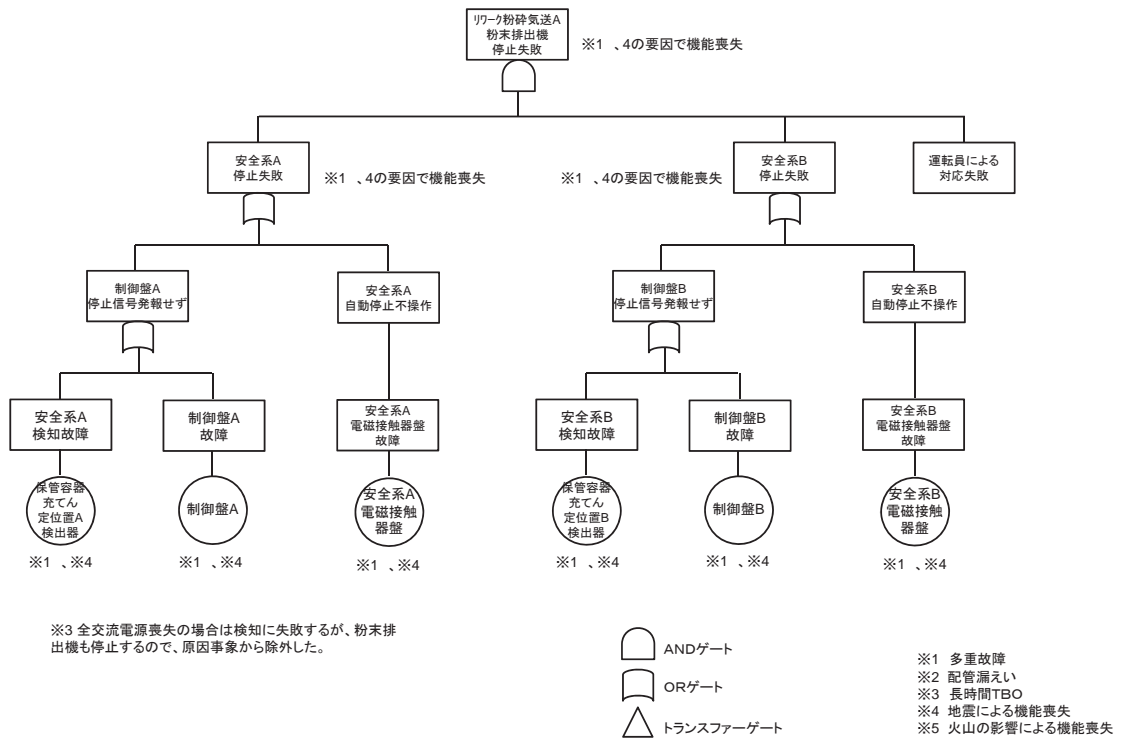 リワーク粉砕気送A
粉末排出機
停止失敗
※1 、4の要因で機能喪失
安全系A
停止失敗
※1 、4の要因で機能喪失
※1 、4の要因で機能喪失
安全系B
停止失敗
運転員による
対応失敗
制御盤A
停止信号発報せず
安全系A
自動停止不操作
制御盤B
停止信号発報せず
安全系B
自動停止不操作
安全系A
検知故障
制御盤A
故障
安全系A
電磁接触器盤
故障
安全系B
検知故障
制御盤B
故障
安全系B
電磁接触器盤
故障
保管容器
充てん
定位置A
検出器
制御盤A
安全系A
電磁接触
器盤
保管容器
充てん
定位置B
検出器
制御盤B
安全系B
電磁接触
器盤
※1 、※4
※1 、※4
※1 、※4
※1 、※4
※1 、※4
※1 、※4
※3 全交流電源喪失の場合は検知に失敗するが、粉末排
出機も停止するので、原因事象から除外した。
ANDゲート
ORゲート
トランスファーゲート
※1 多重故障
※2 配管漏えい
※3 長時間TBO
※4 地震による機能喪失
※5 火山の影響による機能喪失